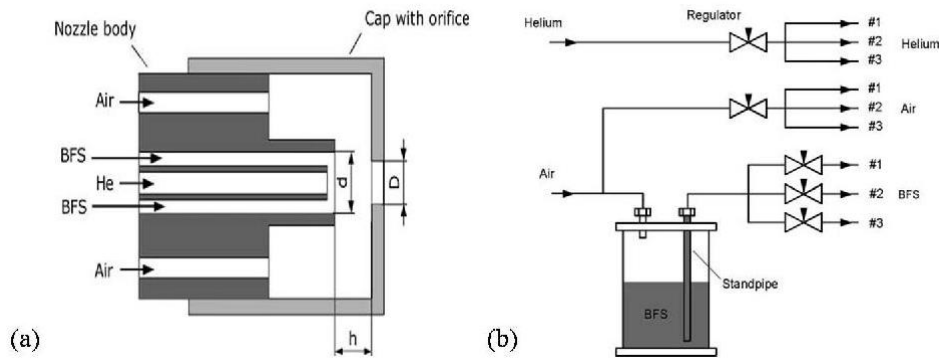 Cap with orifice
Nozzle body
Air
BFS
He
BFS
Air
d
D
h
(a)
Helium
Regulator
#1
#2
#3
Helium
#1
#2
#3
Air
Air
#1
#2
#3
BFS
Standpipe
BFS
(b)